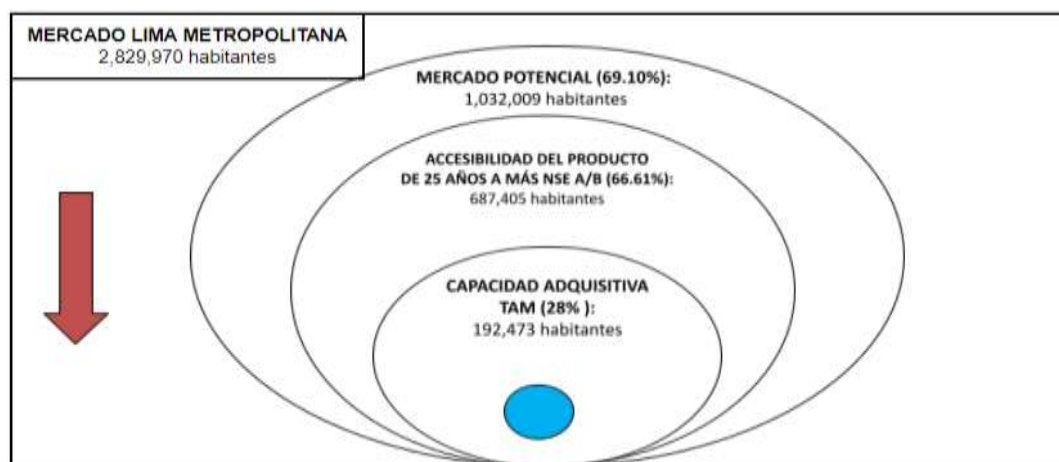 MERCADO LIMA METROPOLITANA
2,829,970 habitantes
MERCADO POTENCIAL (69.10%):
1,032,009 habitantes
ACCESIBILIDAD DEL PRODUCTO
DE 25 AÑOS A MÁS NSE A/B (66.61%):
687,405 habitantes
CAPACIDAD ADQUISITIVA
TAM (28% ):
192,473 habitantes